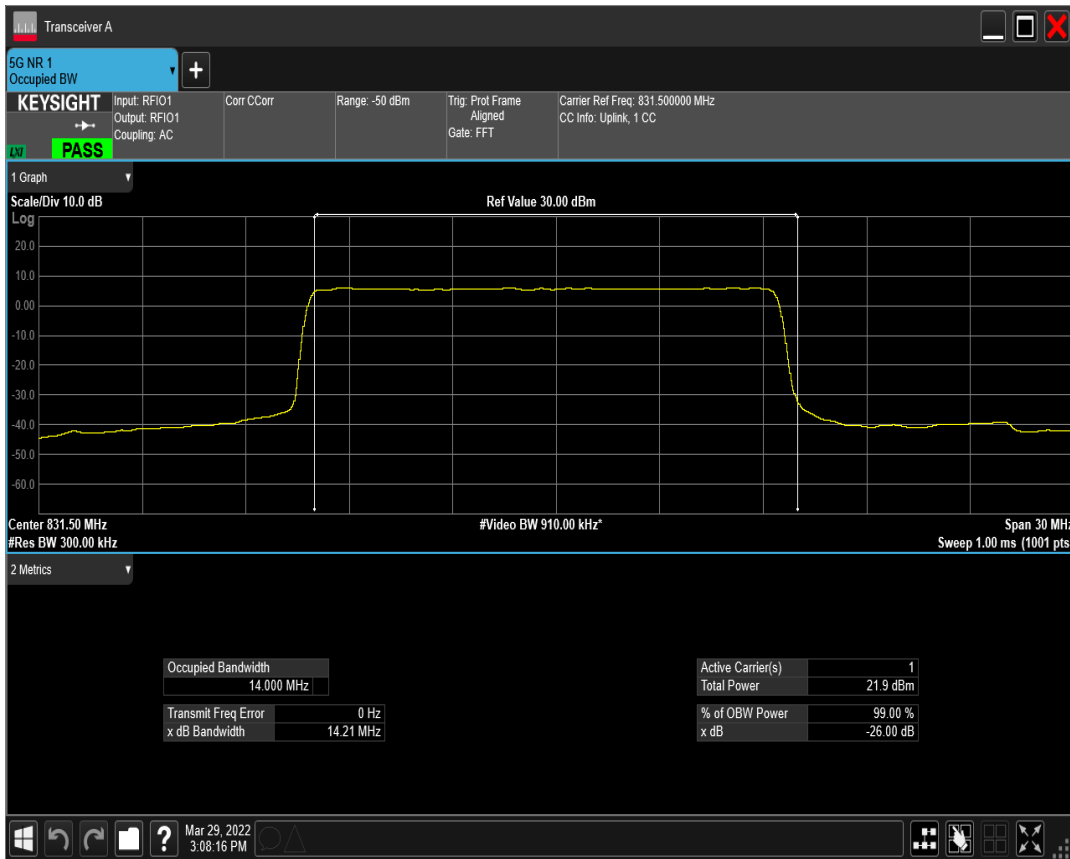 Transceiver A
5G NR 1
Occupied BW
+
KEYSIGHT
LXI
PASS
Input: RFIO1
Output: RFIO1
Coupling: AC
Corr CCorr
Range: -50 dBm
Trig: Prot Frame
Aligned
Gate: FFT
Carrier Ref Freq: 831.500000 MHz
CC Info: Uplink, 1 CC
1 Graph
Scale/Div 10.0 dB
Ref Value 30.00 dBm
Log
20.0
10.0
0.00
-10.0
-20.0
-30.0
-40.0
-50.0
-60.0
Center 831.50 MHz
#Video BW 910.00 kHz*
Span 30 MHz
#Res BW 300.00 kHz
Sweep 1.00 ms (1001 pts
2 Metrics
Occupied Bandwidth
14.000 MHz
Transmit Freq Error 0 Hz
x dB Bandwidth 14.21 MHz
Active Carrier(s) 1
Total Power 21.9 dBm
% of OBW Power 99.00 %
x dB -26.00 dB
?
Mar 29, 2022
3:08:16 PM